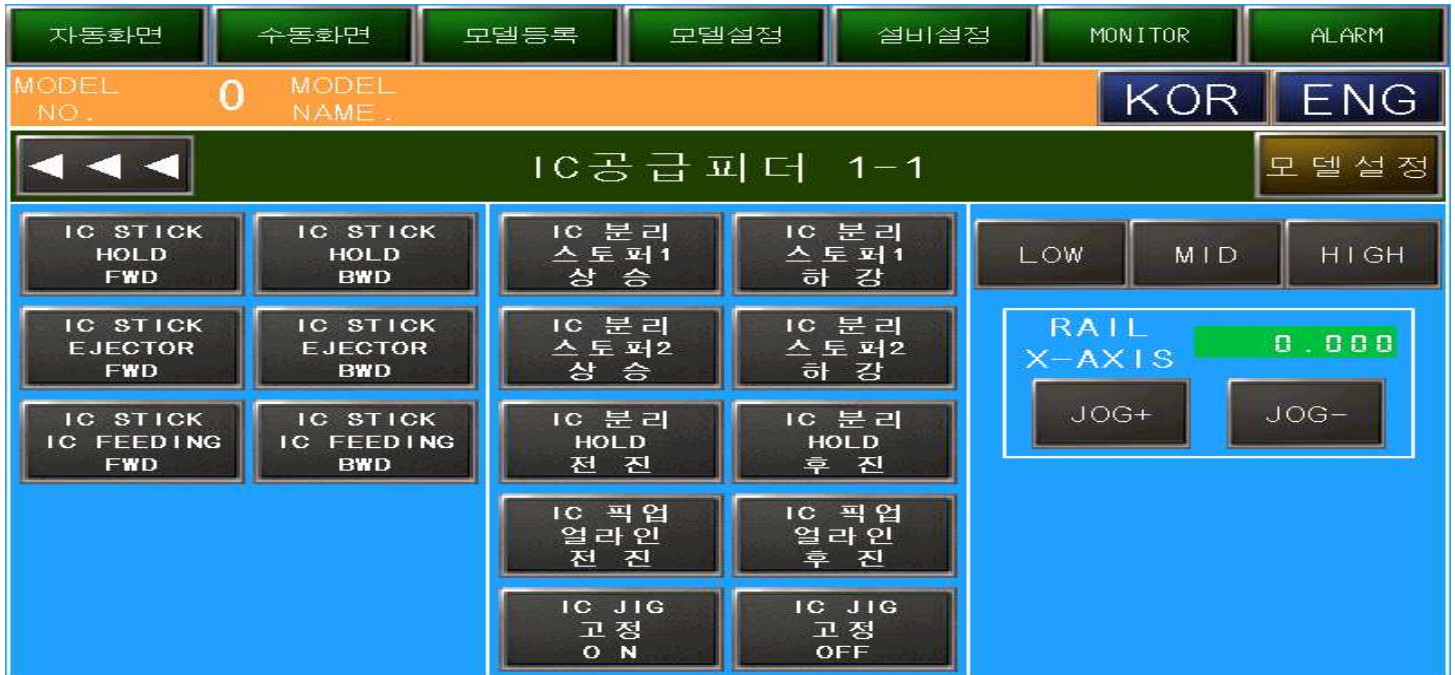 자동화면 수동화면 모델등록 모델설정 설비설정 MONITOR ALARM
MODEL NO. 0 MODEL NAME. KOR ENG
◀◀◀ IC공급피더 1-1 모델설정
IC STICK
HOLD
FWD
IC STICK
HOLD
BWD
IC 분리
스토퍼1
상 승
IC 분리
스토퍼1
하 강
LOW MID HIGH
IC STICK
EJECTOR
FWD
IC STICK
EJECTOR
BWD
IC 분리
스토퍼2
상 승
IC 분리
스토퍼2
하 강
RAIL
X-AXIS
0.000
IC STICK
IC FEEDING
FWD
IC STICK
IC FEEDING
BWD
IC 분리
HOLD
전 진
IC 분리
HOLD
후 진
JOG+ JOG-
IC 픽업
얼라인
전 진
IC 픽업
얼라인
후 진
IC JIG
고정
O N
IC JIG
고정
OFF